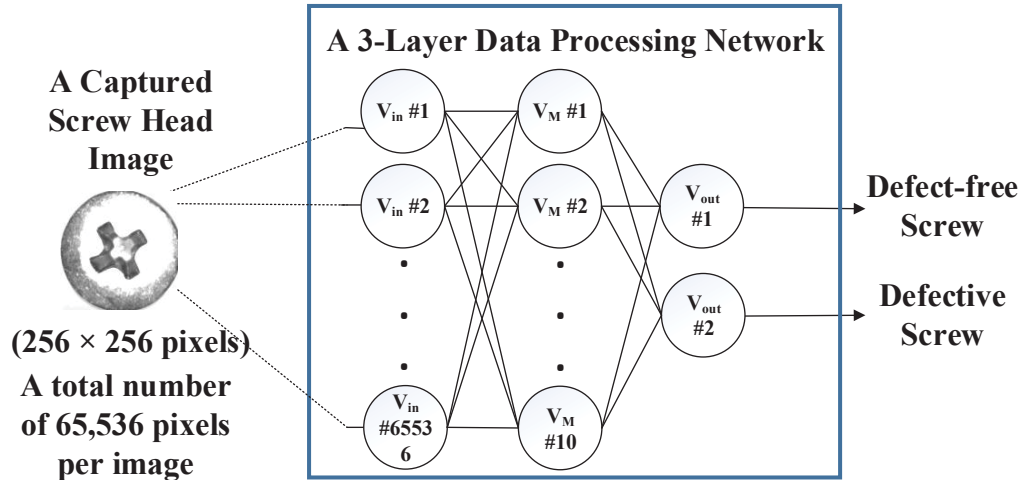 A 3-Layer Data Processing Network
A Captured
Screw Head
Image
(256 × 256 pixels)
A total number
of 65,536 pixels
per image
Vin #1
Vin #2
Vin
#6553
6
VM #1
VM #2
VM
#10
Vout
#1
Vout
#2
Defect-free
Screw
Defective
Screw